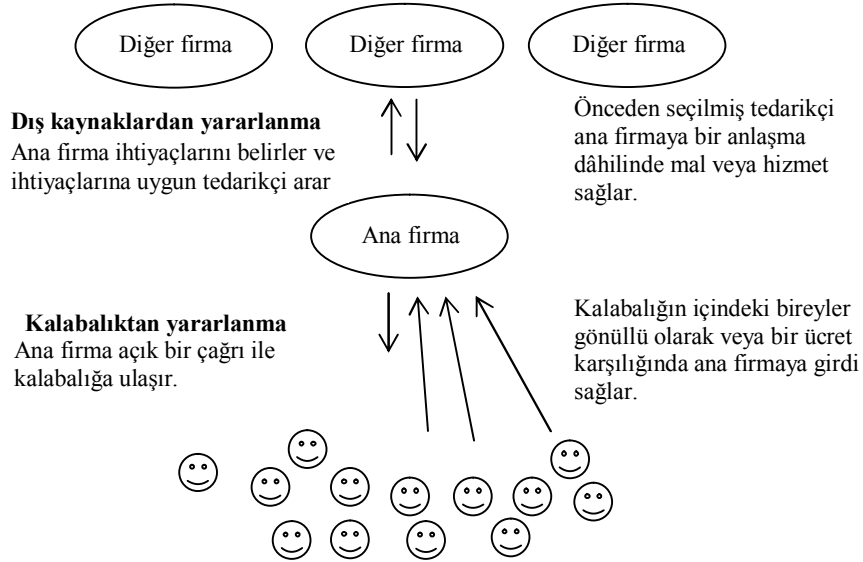 Diğer firma
Diğer firma
Diğer firma
Dış kaynaklardan yararlanma
Ana firma ihtiyaçlarını belirler ve
ihtiyaçlarına uygun tedarikçi arar
Önceden seçilmiş tedarikçi
ana firmaya bir anlaşma
dâhilinde mal veya hizmet
sağlar.
Ana firma
Kalabalıktan yararlanma
Ana firma açık bir çağrı ile
kalabalığa ulaşır.
Kalabalığın içindeki bireyler
gönüllü olarak veya bir ücret
karşılığında ana firmaya girdi
sağlar.